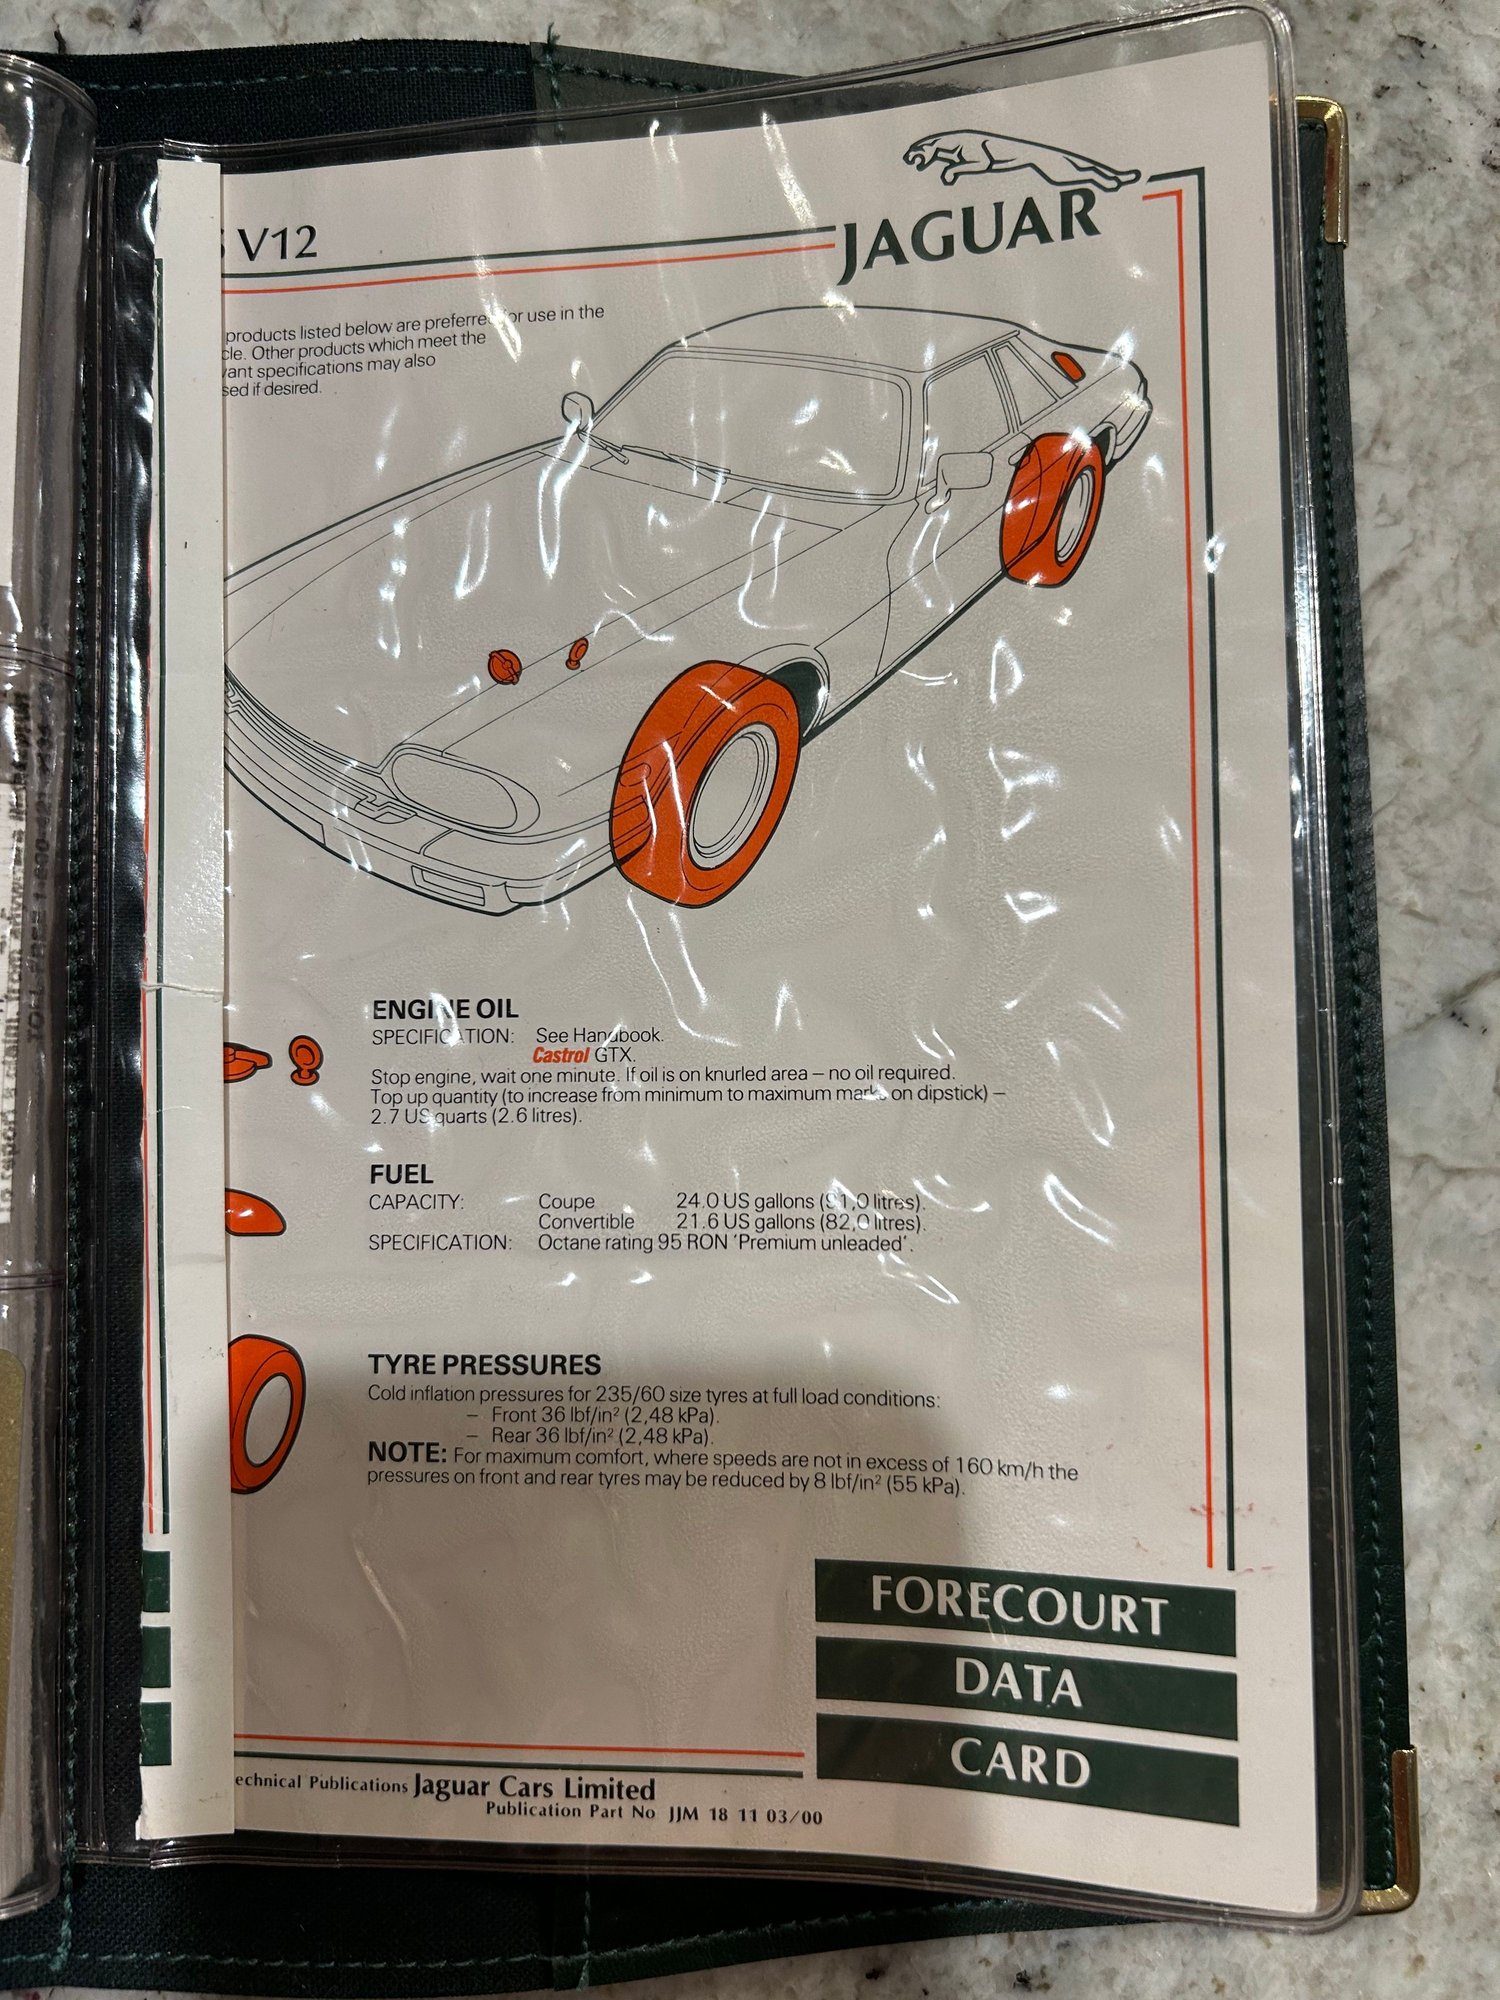 JAGUAR
V12
products listed below are preferred for use in the
cle. Other products which meet the
vant specifications may also
sed if desired.
ENGINE OIL
SPECIFICATION: See Handbook.
Castrol GTX.
Stop engine, wait one minute. If oil is on knurled area – no oil required.
Top up quantity (to increase from minimum to maximum marks on dipstick) –
2.7 US quarts (2.6 litres).
FUEL
CAPACITY: Coupe 24.0 US gallons (91,0 litres).
Convertible 21.6 US gallons (82,0 litres).
SPECIFICATION: Octane rating 95 RON 'Premium unleaded'.
TYRE PRESSURES
Cold inflation pressures for 235/60 size tyres at full load conditions:
– Front 36 lbf/in² (2,48 kPa).
– Rear 36 lbf/in² (2,48 kPa).
NOTE: For maximum comfort, where speeds are not in excess of 160 km/h the
pressures on front and rear tyres may be reduced by 8 lbf/in² (55 kPa).
FORECOURT
DATA
CARD
echnical Publications Jaguar Cars Limited
Publication Part No JJM 18 11 03/00